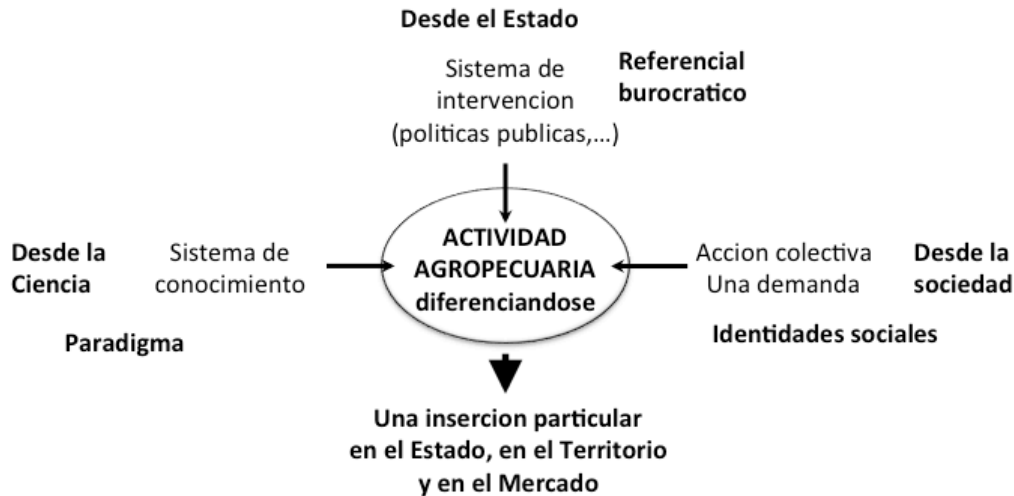 Desde el Estado
Sistema de
intervencion
(politicas publicas,...)
Referencial
burocratico
Desde la
Ciencia
Sistema de
conocimiento
Paradigma
ACTIVIDAD
AGROPECUARIA
diferenciandose
Accion colectiva
Una demanda
Desde la
sociedad
Identidades sociales
Una insercion particular
en el Estado, en el Territorio
y en el Mercado